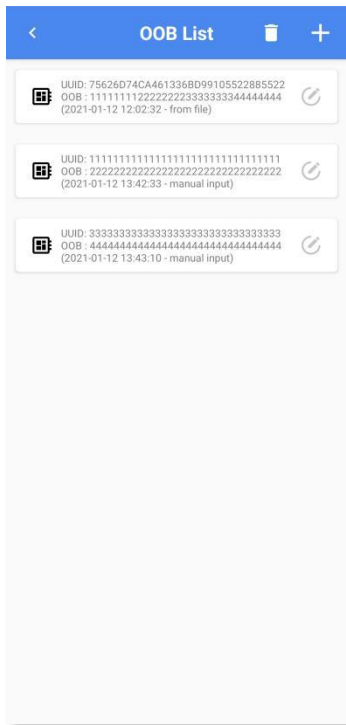 OOB List
UUID: 75626D74CA461336BD99105522885522
OOB : 11111111222222223333333344444444
(2021-01-12 12:02:32 - from file)
UUID: 11111111111111111111111111111111
OOB : 22222222222222222222222222222222
(2021-01-12 13:42:33 - manual input)
UUID: 33333333333333333333333333333333
OOB : 44444444444444444444444444444444
(2021-01-12 13:43:10 - manual input)